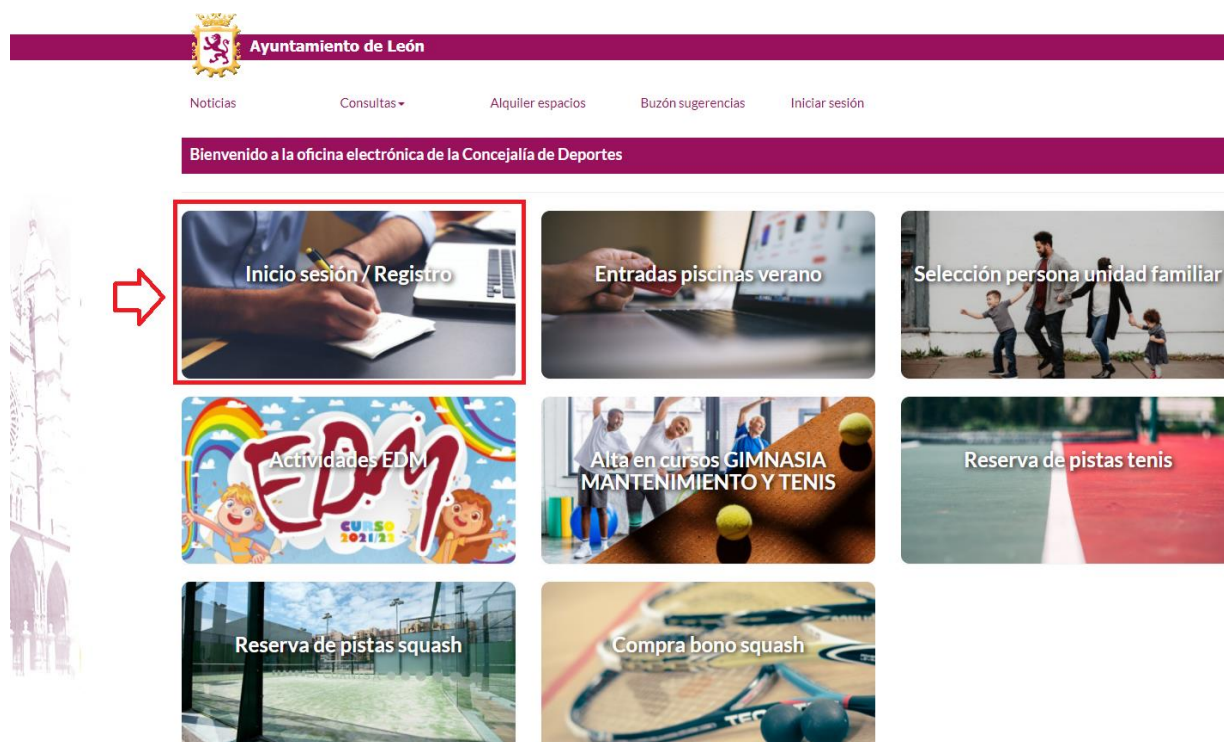 Ayuntamiento de León
Noticias Consultas Alquiler espacios Buzón sugerencias Iniciar sesión
Bienvenido a la oficina electrónica de la Concejalía de Deportes
Inicio sesión / Registro
Entradas piscinas verano
Selección persona unidad familiar
Actividades EDM
EDM
CURSO
2021/22
Alta en cursos GIMNASIA
MANTENIMIENTO Y TENIS
Reserva de pistas tenis
Reserva de pistas squash
Compra bono squash